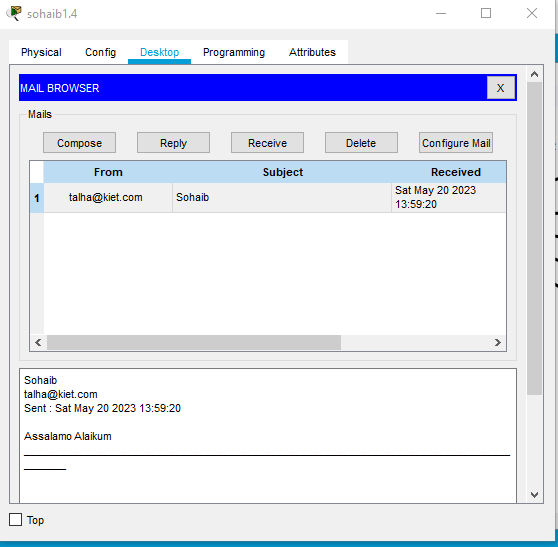 sohaib1.4
Physical Config Desktop Programming Attributes
MAIL BROWSER X
Mails
Compose Reply Receive Delete Configure Mail
From Subject Received
1 talha@kiet.com Sohaib Sat May 20 2023
13:59:20
Sohaib
talha@kiet.com
Sent : Sat May 20 2023 13:59:20
Assalamo Alaikum
Top